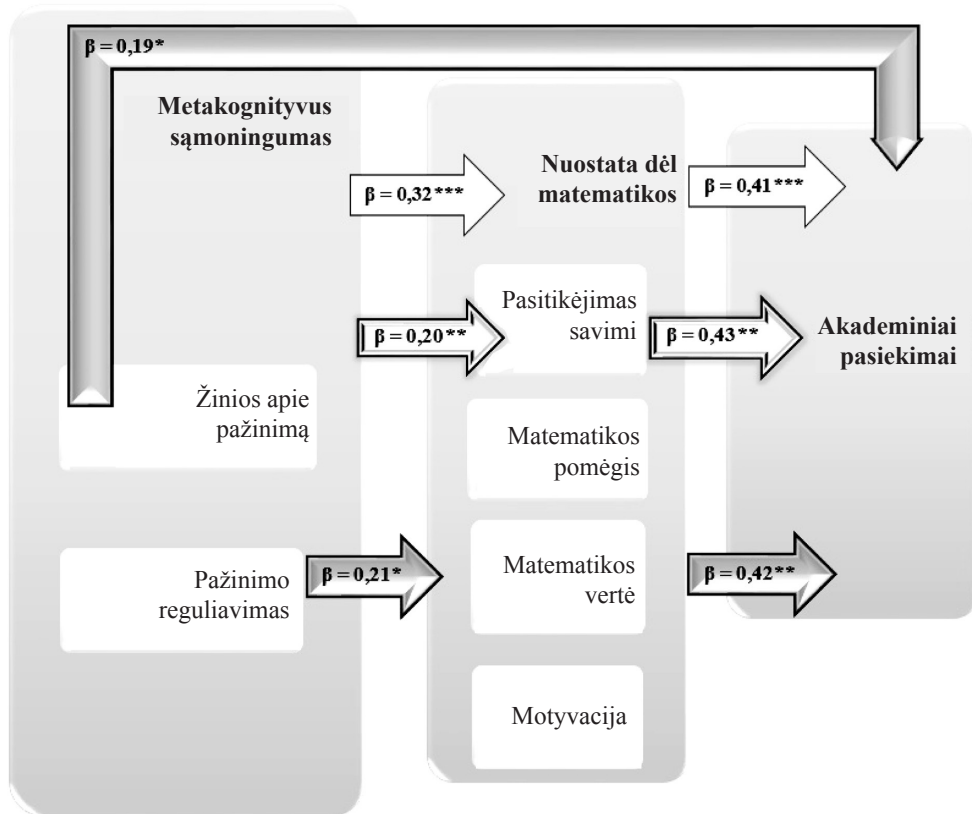 β = 0,19*
Metakognityvus
sąmoningumas
β = 0,32***
Nuostata dėl
matematikos
β = 0,41***
β = 0,20**
Pasitikėjimas
savimi
β = 0,43**
Akademiniai
pasiekimai
Žinios apie
pažinimą
Matematikos
pomėgis
Pažinimo
reguliavimas
β = 0,21*
Matematikos
vertė
β = 0,42**
Motyvacija